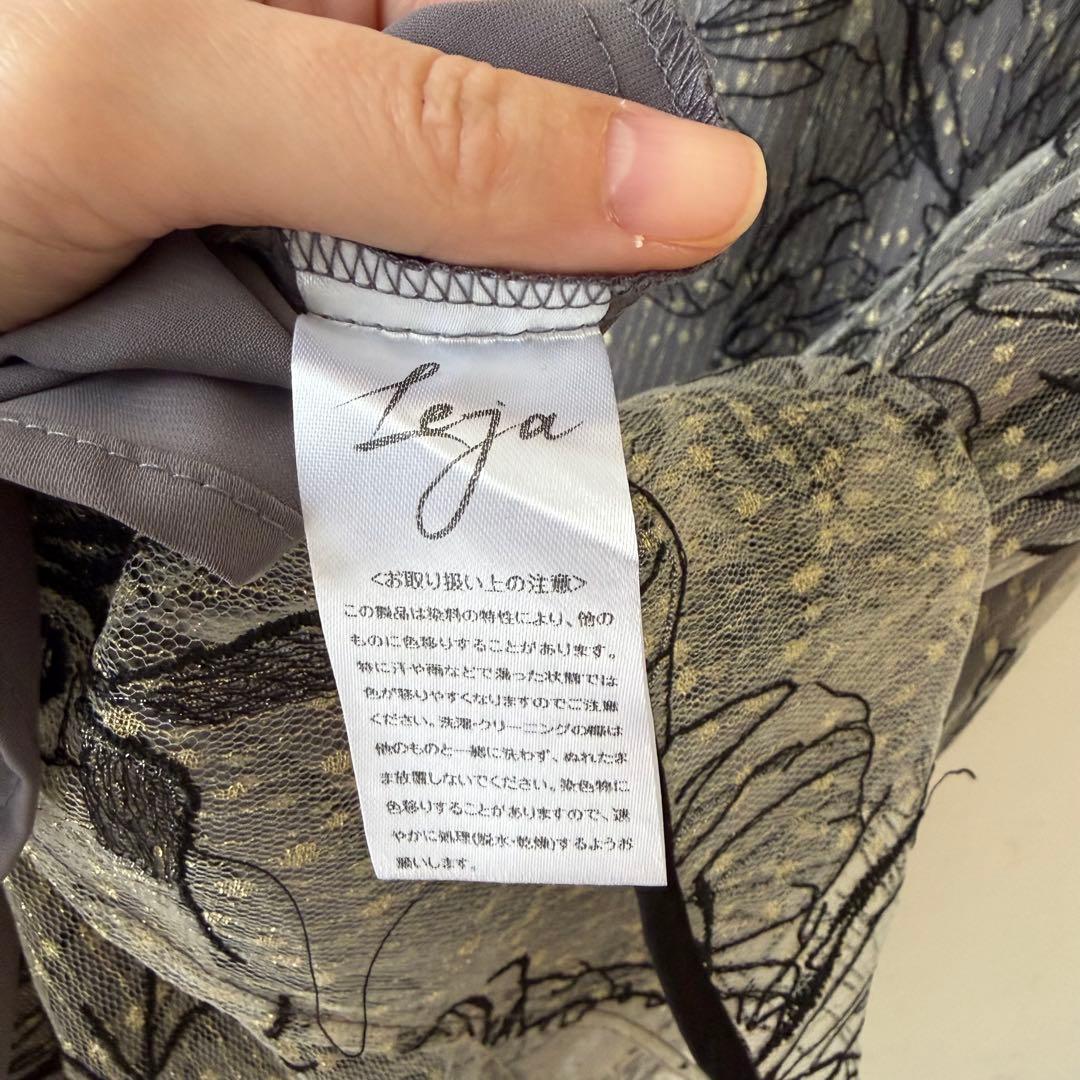 Leja
<お取り扱い上の注意>
この製品は染料の特性により、他の
ものに色移りすることがあります。
特に汗や雨などで湿った状態では
色が移りやすくなりますのでご注意
ください。洗濯・クリーニングの際は
他のものと一緒に洗わず、ぬれたま
ま放置しないでください。染色物に
色移りすることがありますので、速
やかに処理(脱水・乾燥)するようお
願いします。